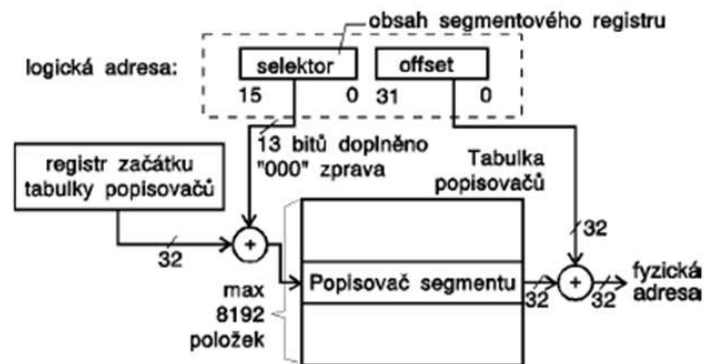 obsah segmentového registru
logická adresa:
selektor
offset
15 0 31 0
13 bitů doplněno
"000" zprava
registr začátku
tabulky popisovačů
Tabulka
popisovačů
32
32
+
Popisovač segmentu
32
+
32
fyzická
adresa
max
8192
položek